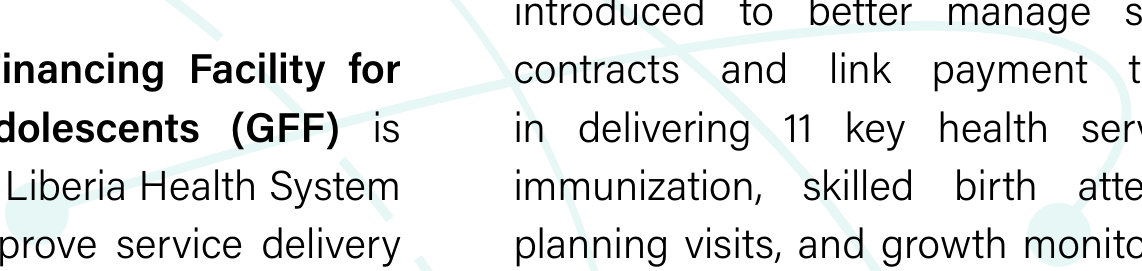 inancing Facility for
dolescents (GFF) is
Liberia Health System
prove service delivery
introduced to better manage s
contracts and link payment t
in delivering 11 key health serv
immunization, skilled birth atte
planning visits, and growth monito